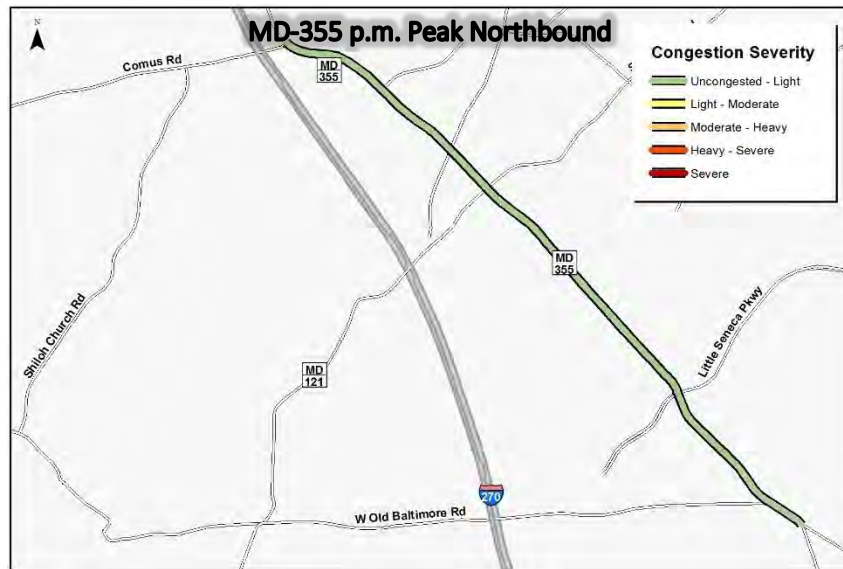 MD-355 p.m. Peak Northbound
N
Comus Rd
MD
355
Congestion Severity
Uncongested - Light
Light - Moderate
Moderate - Heavy
Heavy - Severe
Severe
MD
355
Little Seneca Pkwy
Shiloh Church Rd
MD
121
270
W Old Baltimore Rd